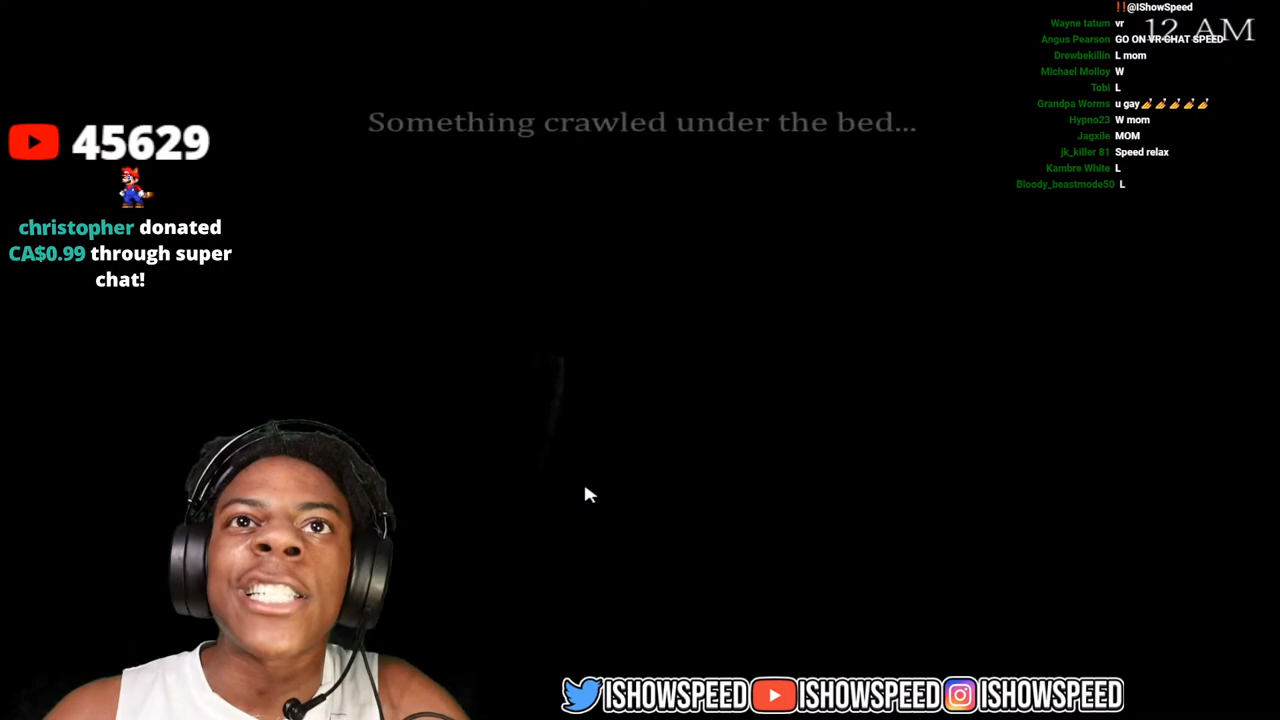 ‼️@IShowSpeed
Wayne tatum vr
12 AM
Angus Pearson GO ON VR CHAT SPEED
Drewbekillin L mom
Michael Molloy W
Tobi L
Grandpa Worms u gay💅💅💅💅💅
Hypno23 W mom
Jagxile MOM
jk_killer 81 Speed relax
Kambre White L
Bloody_beastmode50 L
Something crawled under the bed...
45629
christopher donated
CA$0.99 through super
chat!
ISHOWSPEED ISHOWSPEED ISHOWSPEED